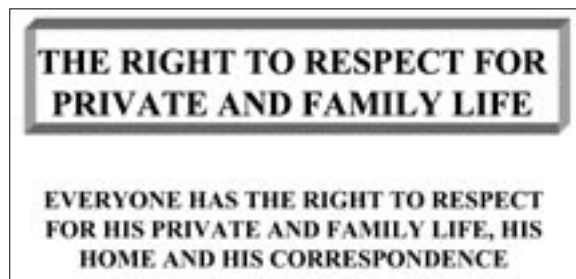 THE RIGHT TO RESPECT FOR
PRIVATE AND FAMILY LIFE
EVERYONE HAS THE RIGHT TO RESPECT
FOR HIS PRIVATE AND FAMILY LIFE, HIS
HOME AND HIS CORRESPONDENCE